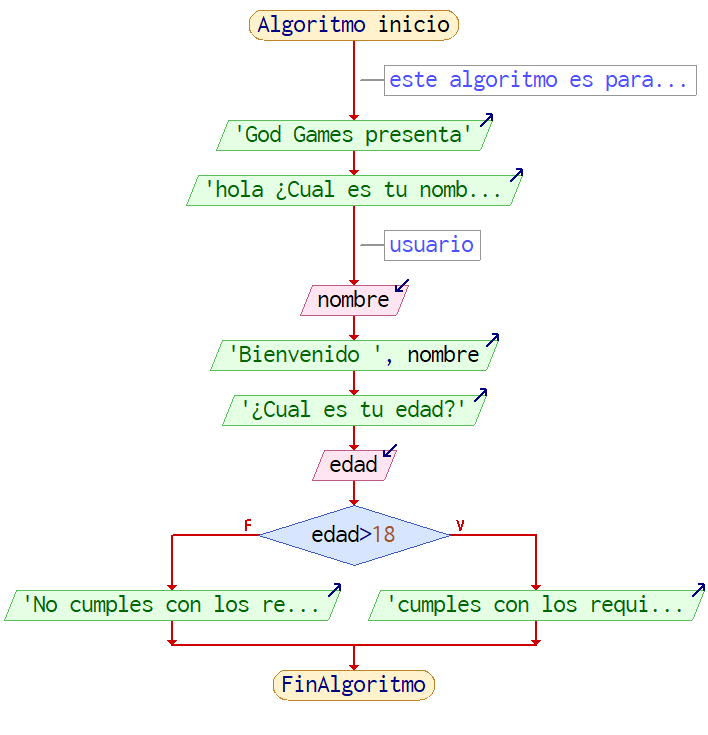 Algoritmo inicio
este algoritmo es para...
'God Games presenta'
'hola ¿Cual es tu nomb...
usuario
nombre
'Bienvenido ', nombre
'¿Cual es tu edad?'
edad
F
edad>18
V
'No cumples con los re...
'cumples con los requi...
FinAlgoritmo